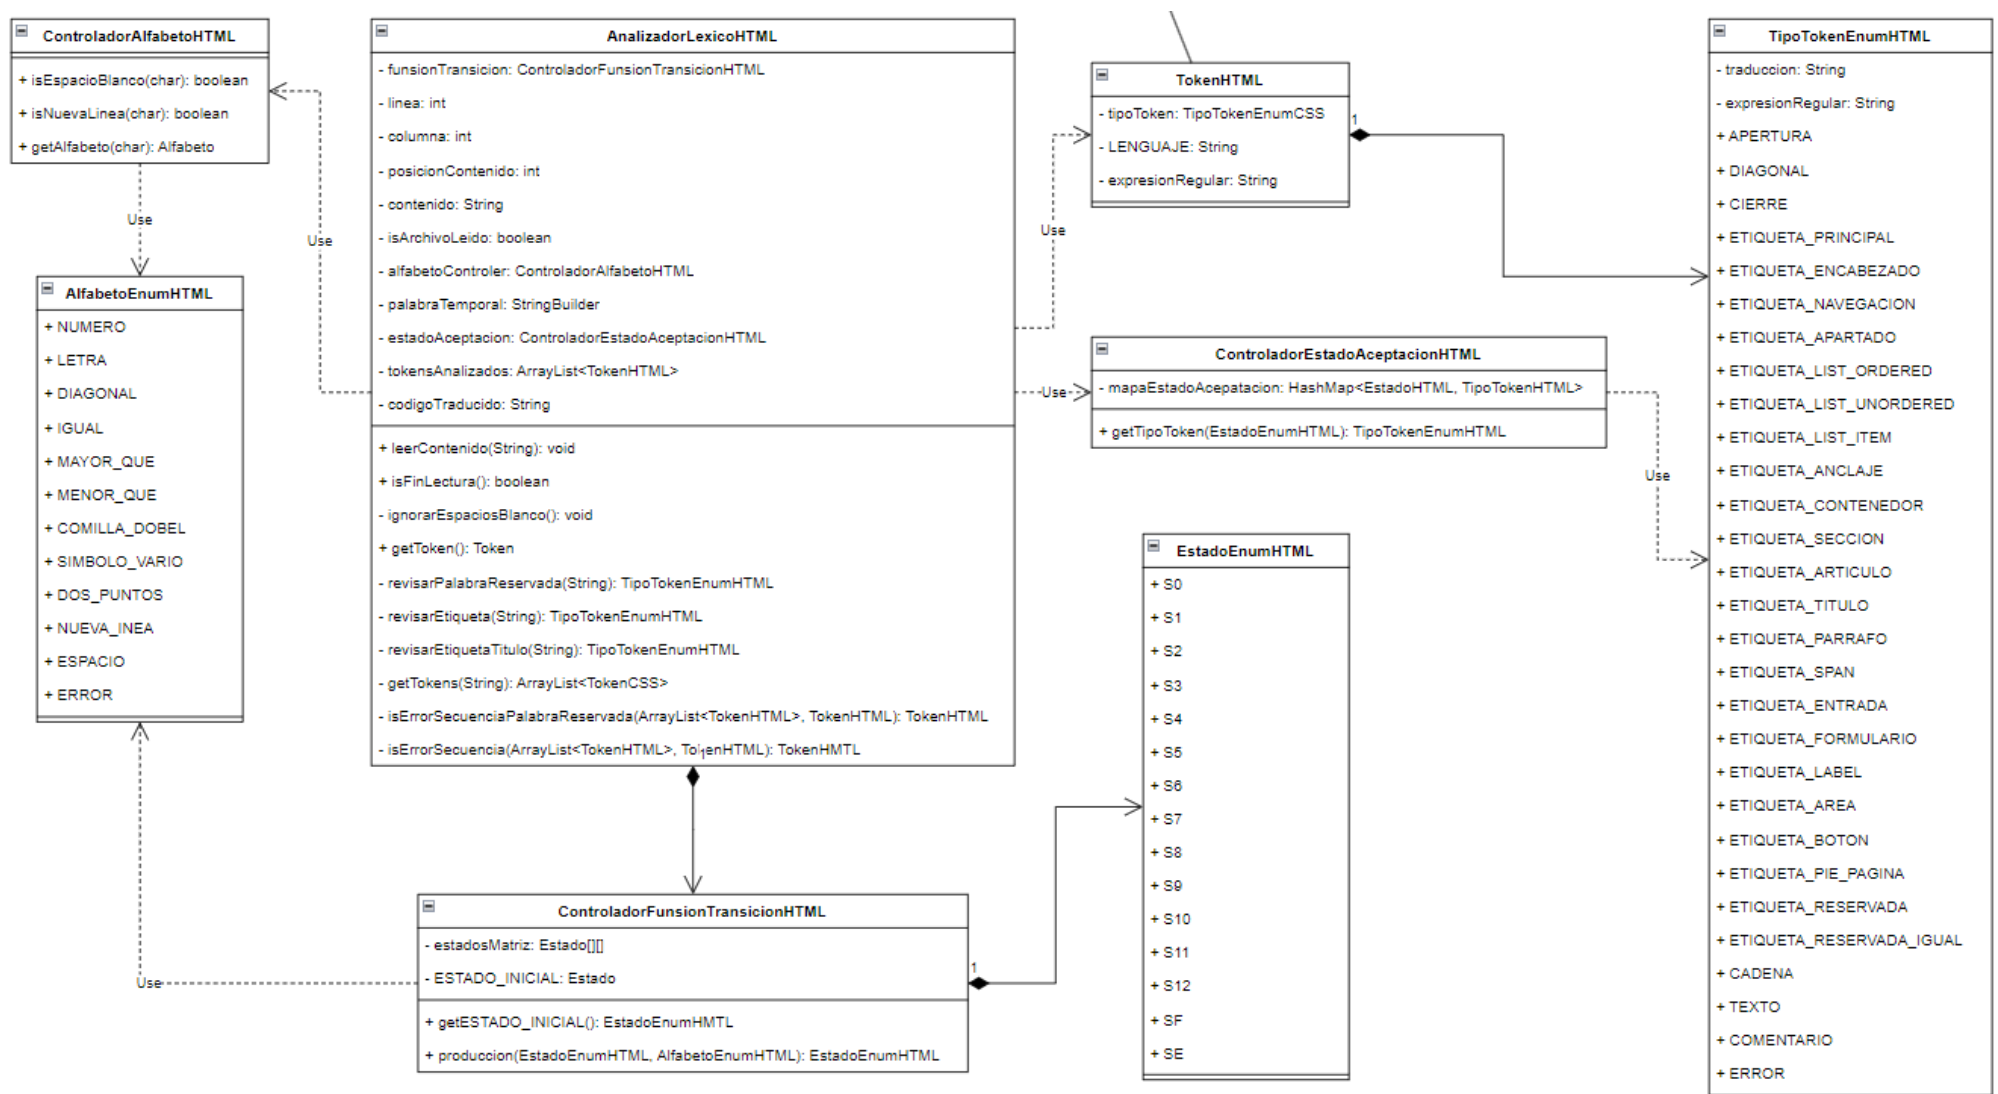 ControladorAlfabetoHTML
+ isEspacioBlanco(char): boolean
+ isNuevaLinea(char): boolean
+ getAlfabeto(char): Alfabeto
Use
AlfabetoEnumHTML
+ NUMERO
+ LETRA
+ DIAGONAL
+ IGUAL
+ MAYOR_QUE
+ MENOR_QUE
+ COMILLA_DOBEL
+ SIMBOLO_VARIO
+ DOS_PUNTOS
+ NUEVA_INEA
+ ESPACIO
+ ERROR
Use
Use
AnalizadorLexicoHTML
- funsionTransicion: ControladorFunsionTransicionHTML
- linea: int
- columna: int
- posicionContenido: int
- contenido: String
- isArchivoLeido: boolean
- alfabetoControler: ControladorAlfabetoHTML
- palabraTemporal: StringBuilder
- estadoAceptacion: ControladorEstadoAceptacionHTML
- tokensAnalizados: ArrayList<TokenHTML>
- codigoTraducido: String
+ leerContenido(String): void
+ isFinLectura(): boolean
- ignorarEspaciosBlanco(): void
+ getToken(): Token
- revisarPalabraReservada(String): TipoTokenEnumHTML
- revisarEtiqueta(String): TipoTokenEnumHTML
- revisarEtiquetaTitulo(String): TipoTokenEnumHTML
- getTokens(String): ArrayList<TokenCSS>
- isErrorSecuenciaPalabraReservada(ArrayList<TokenHTML>, TokenHTML): TokenHTML
- isErrorSecuencia(ArrayList<TokenHTML>, TokenHTML): TokenHMTL
1
ControladorFunsionTransicionHTML
- estadosMatriz: Estado[][]
- ESTADO_INICIAL: Estado
+ getESTADO_INICIAL(): EstadoEnumHMTL
+ produccion(EstadoEnumHTML, AlfabetoEnumHTML): EstadoEnumHTML
1
Use
TokenHTML
- tipoToken: TipoTokenEnumCSS
- LENGUAJE: String
- expresionRegular: String
1
Use
ControladorEstadoAceptacionHTML
- mapaEstadoAcepatacion: HashMap<EstadoHTML, TipoTokenHTML>
+ getTipoToken(EstadoEnumHTML): TipoTokenEnumHTML
Use
EstadoEnumHTML
+ S0
+ S1
+ S2
+ S3
+ S4
+ S5
+ S6
+ S7
+ S8
+ S9
+ S10
+ S11
+ S12
+ SF
+ SE
Use
TipoTokenEnumHTML
- traduccion: String
- expresionRegular: String
+ APERTURA
+ DIAGONAL
+ CIERRE
+ ETIQUETA_PRINCIPAL
+ ETIQUETA_ENCABEZADO
+ ETIQUETA_NAVEGACION
+ ETIQUETA_APARTADO
+ ETIQUETA_LIST_ORDERED
+ ETIQUETA_LIST_UNORDERED
+ ETIQUETA_LIST_ITEM
+ ETIQUETA_ANCLAJE
+ ETIQUETA_CONTENEDOR
+ ETIQUETA_SECCION
+ ETIQUETA_ARTICULO
+ ETIQUETA_TITULO
+ ETIQUETA_PARRAFO
+ ETIQUETA_SPAN
+ ETIQUETA_ENTRADA
+ ETIQUETA_FORMULARIO
+ ETIQUETA_LABEL
+ ETIQUETA_AREA
+ ETIQUETA_BOTON
+ ETIQUETA_PIE_PAGINA
+ ETIQUETA_RESERVADA
+ ETIQUETA_RESERVADA_IGUAL
+ CADENA
+ TEXTO
+ COMENTARIO
+ ERROR